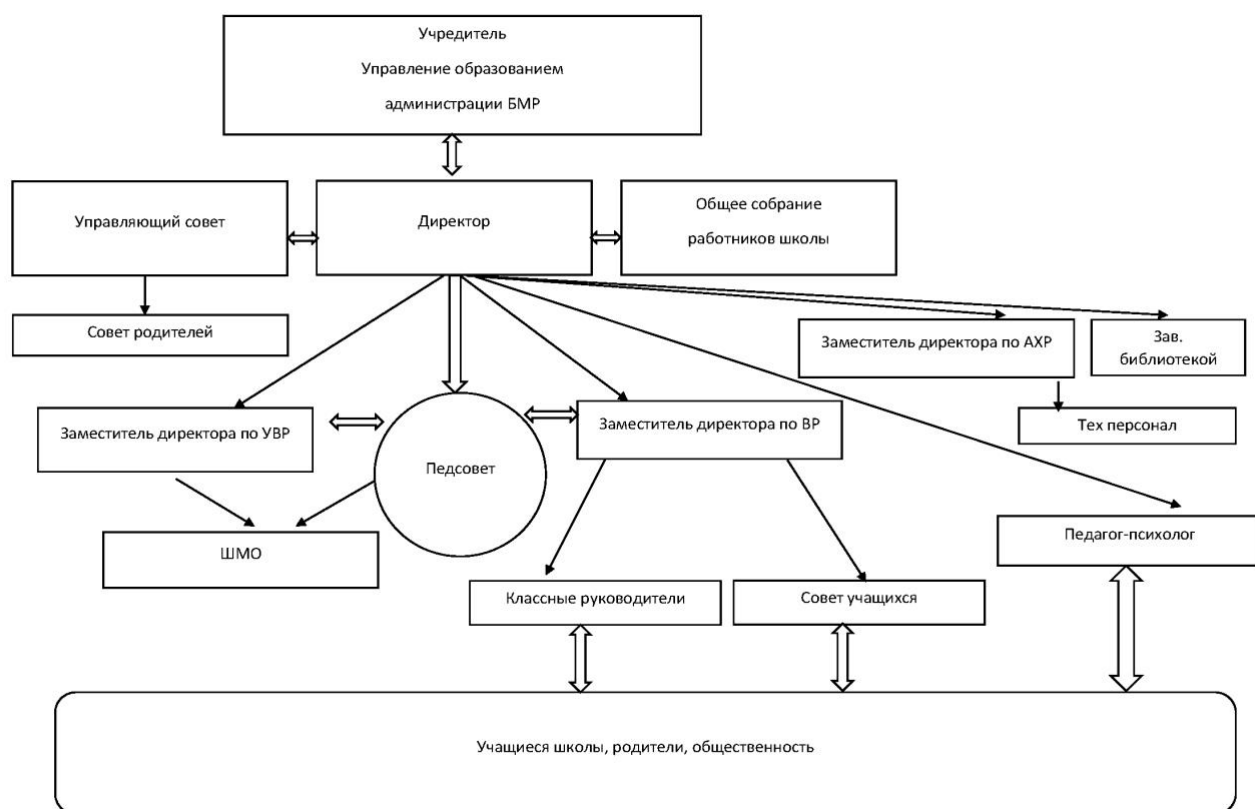 Учредитель
Управление образованием
администрации БМР
Управляющий совет
Директор
Общее собрание
работников школы
Совет родителей
Заместитель директора по АХР
Зав.
библиотекой
Заместитель директора по УВР
Педсовет
Заместитель директора по ВР
Тех персонал
ШМО
Педагог-психолог
Классные руководители
Совет учащихся
Учащиеся школы, родители, общественность